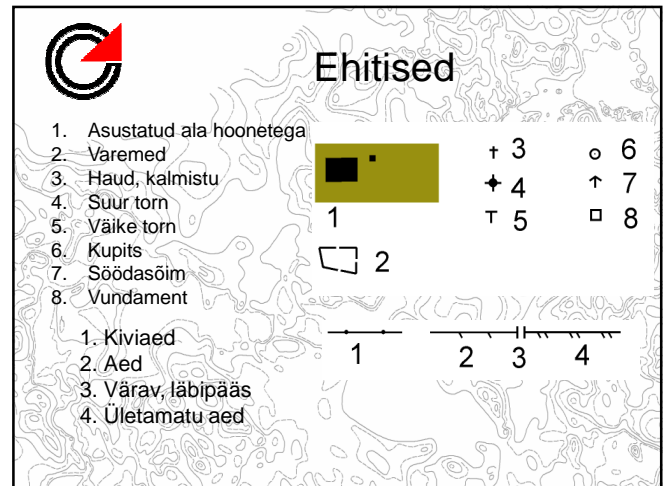 Ehitised
1. Asustatud ala hoonetega
2. Varemed
3. Haud, kalmistu
4. Suur torn
5. Väike torn
6. Kupits
7. Söödasõim
8. Vundament
1. Kiviaed
2. Aed
3. Värav, läbipääs
4. Ületamatu aed
1
2
3
4
5
6
7
8
1 2 3 4